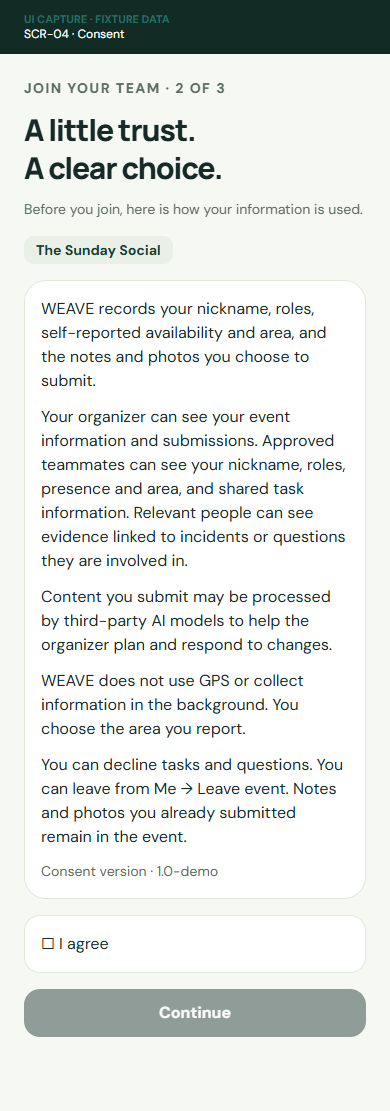 UI CAPTURE · FIXTURE DATA
SCR-04 · Consent
JOIN YOUR TEAM · 2 OF 3
A little trust.
A clear choice.
Before you join, here is how your information is used.
The Sunday Social
WEAVE records your nickname, roles,
self-reported availability and area, and
the notes and photos you choose to
submit.
Your organizer can see your event
information and submissions. Approved
teammates can see your nickname, roles,
presence and area, and shared task
information. Relevant people can see
evidence linked to incidents or questions
they are involved in.
Content you submit may be processed
by third-party AI models to help the
organizer plan and respond to changes.
WEAVE does not use GPS or collect
information in the background. You
choose the area you report.
You can decline tasks and questions. You
can leave from Me → Leave event. Notes
and photos you already submitted
remain in the event.
Consent version · 1.0-demo
☐ I agree
Continue